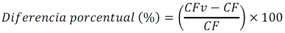 Diferencia porcentual (%) = ((CFv − CF) / CF) × 100